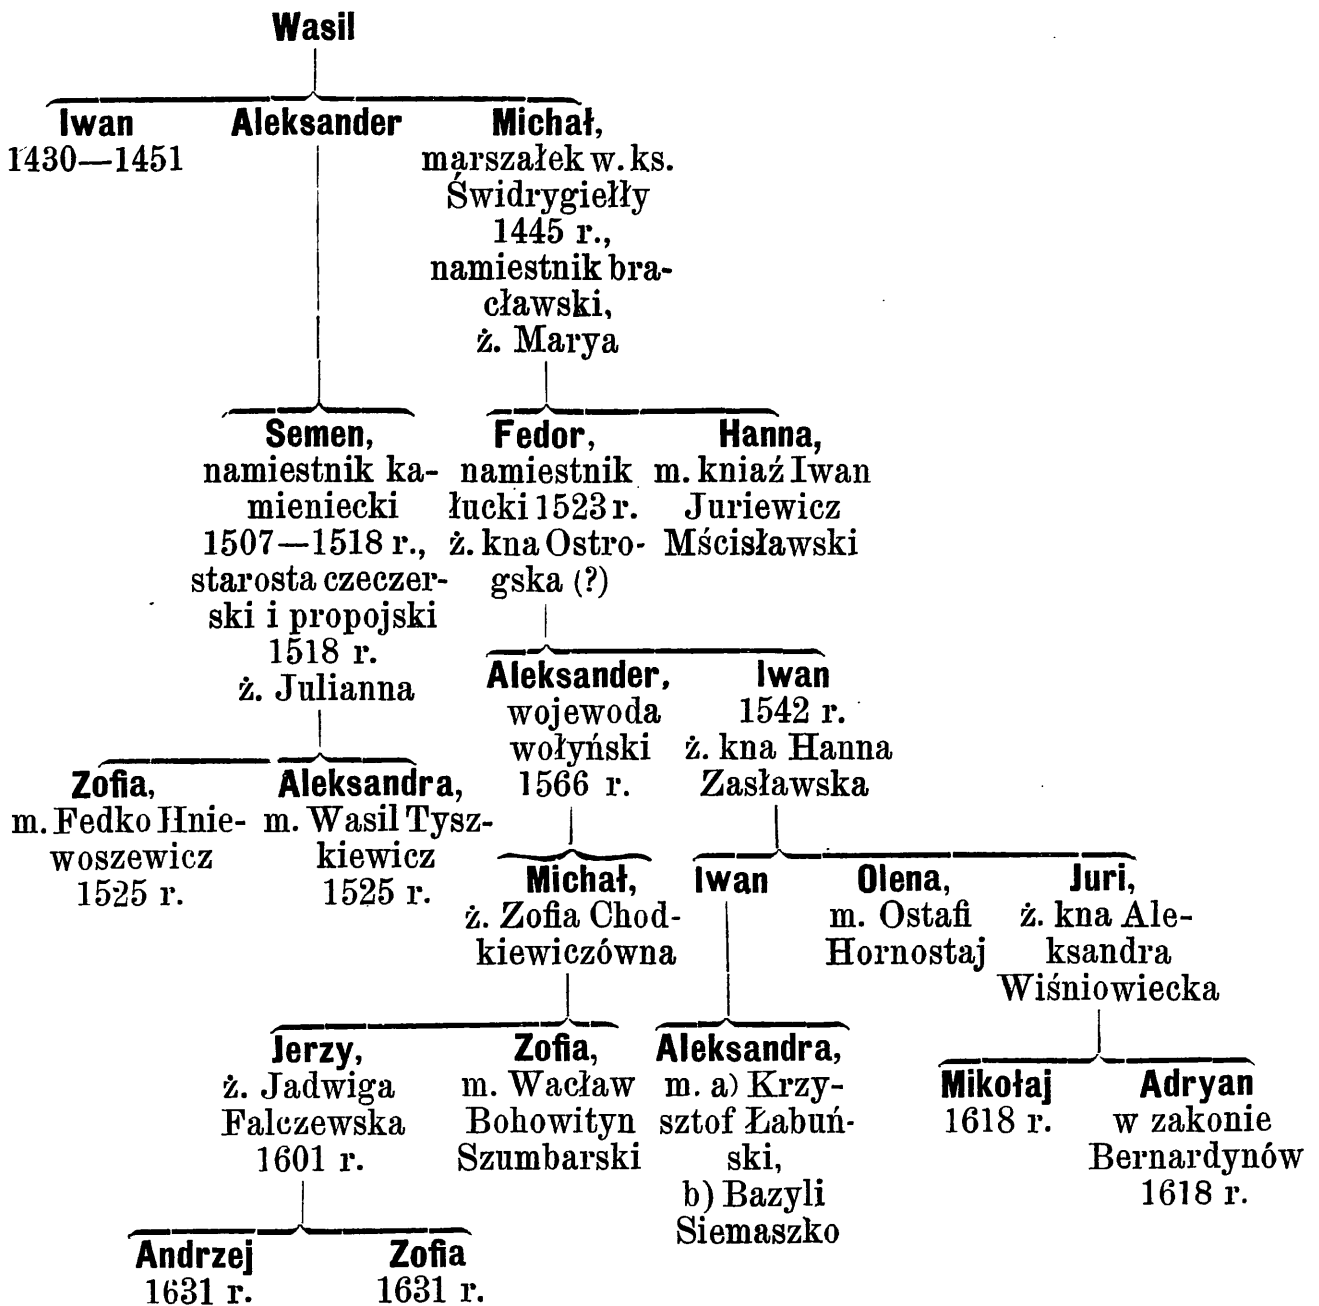 Wasil
Iwan
1430—1451
Aleksander
Michał,
marszałek w. ks.
Świdrygiełły
1445 r.,
namiestnik bra-
cławski,
ż. Marya
Semen,
namiestnik ka-
mieniecki
1507—1518 r.,
starosta czeczer-
ski i propojski
1518 r.
ż. Julianna
Fedor,
namiestnik
łucki 1523 r.
ż. kna Ostro-
gska (?)
Hanna,
m. kniaź Iwan
Juriewicz
Mścisławski
Aleksander,
wojewoda
wołyński
1566 r.
Iwan
1542 r.
ż. kna Hanna
Zasławska
Zofia,
m. Fedko Hnie-
woszewicz
1525 r.
Aleksandra,
m. Wasil Tysz-
kiewicz
1525 r.
Michał,
ż. Zofia Chod-
kiewiczówna
Iwan
Olena,
m. Ostafi
Hornostaj
Juri,
ż. kna Ale-
ksandra
Wiśniowiecka
Jerzy,
ż. Jadwiga
Falczewska
1601 r.
Zofia,
m. Wacław
Bohowityn
Szumbarski
Aleksandra,
m. a) Krzy-
sztof Łabuń-
ski,
b) Bazyli
Siemaszko
Mikołaj
1618 r.
Adryan
w zakonie
Bernardynów
1618 r.
Andrzej
1631 r.
Zofia
1631 r.